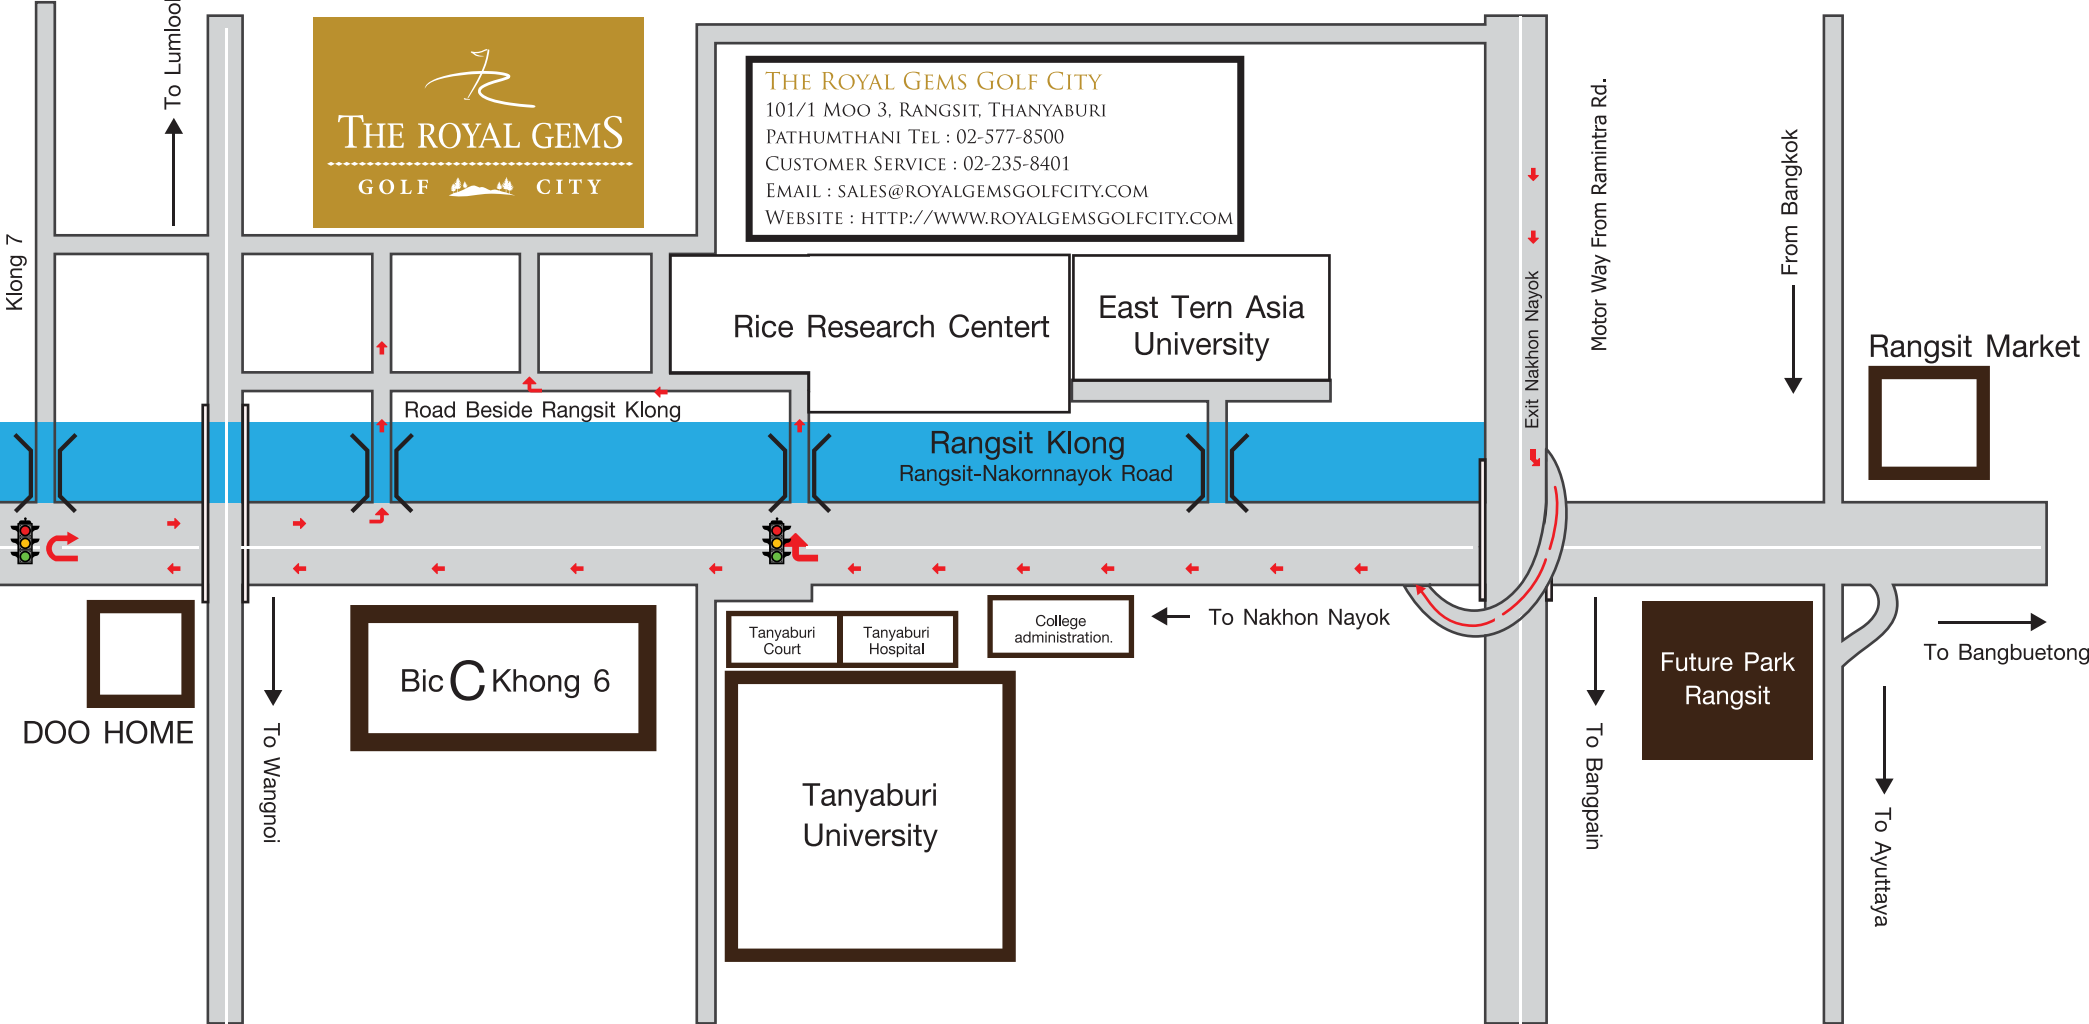 To Lumlook
THE ROYAL GEMS
GOLF CITY
THE ROYAL GEMS GOLF CITY
101/1 MOO 3, RANGSIT, THANYABURI
PATHUMTHANI TEL : 02-577-8500
CUSTOMER SERVICE : 02-235-8401
EMAIL : SALES@ROYALGEMSGOLFCITY.COM
WEBSITE : HTTP://WWW.ROYALGEMSGOLFCITY.COM
Motor Way From Ramintra Rd.
From Bangkok
Klong 7
Rice Research Centert
East Tern Asia
University
Exit Nakhon Nayok
Rangsit Market
Road Beside Rangsit Klong
Rangsit Klong
Rangsit-Nakornnayok Road
DOO HOME
To Wangnoi
Bic C Khong 6
Tanyaburi
Court
Tanyaburi
Hospital
College
administration.
To Nakhon Nayok
Tanyaburi
University
To Bangpain
Future Park
Rangsit
To Bangbuetong
To Ayuttaya